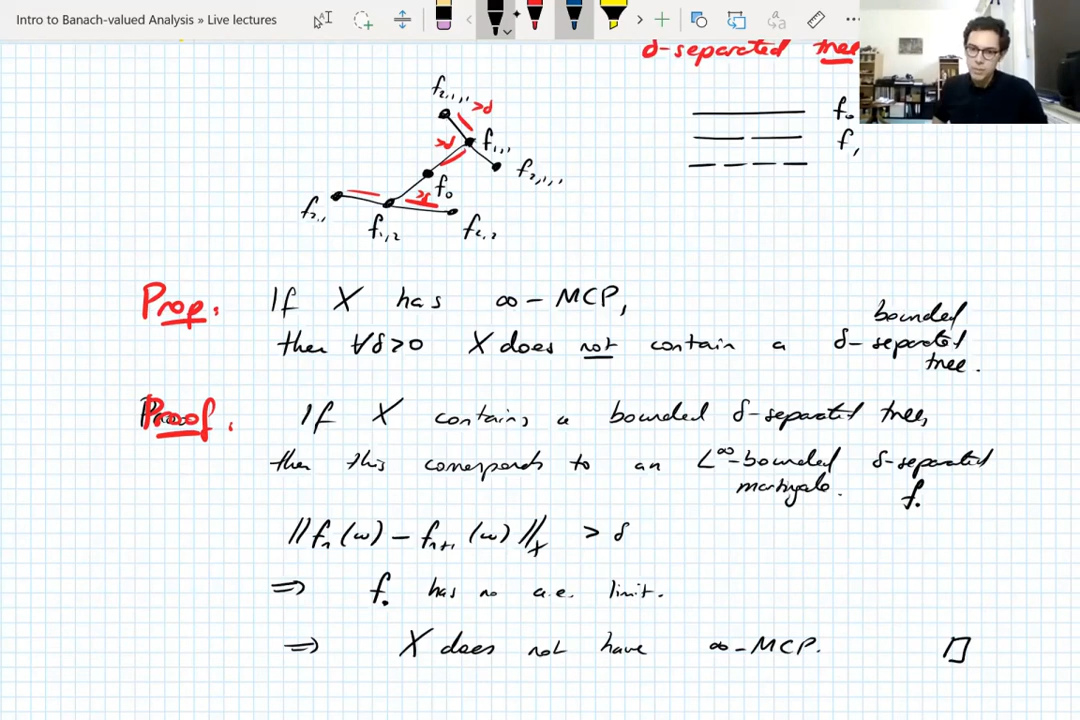 Intro to Banach-valued Analysis » Live lectures
δ-separated tree
f₂,₁,₁
>δ
>δ
f₁,₁
f₀
f₂,₁,₁
>δ
f₂,₁
f₁,₂
f₂,₂
f₀
f₁
Prop: If X has ∞-MCP,
then ∀δ>0 X does not contain a bounded δ-separated tree.
Proof: If X contains a bounded δ-separated tree,
then this corresponds to an L^∞-bounded δ-separated martingale. f.
||fₙ(ω) - fₙ₊₁(ω)||_X > δ
⇒ f. has no a.e. limit.
⇒ X does not have ∞-MCP. □